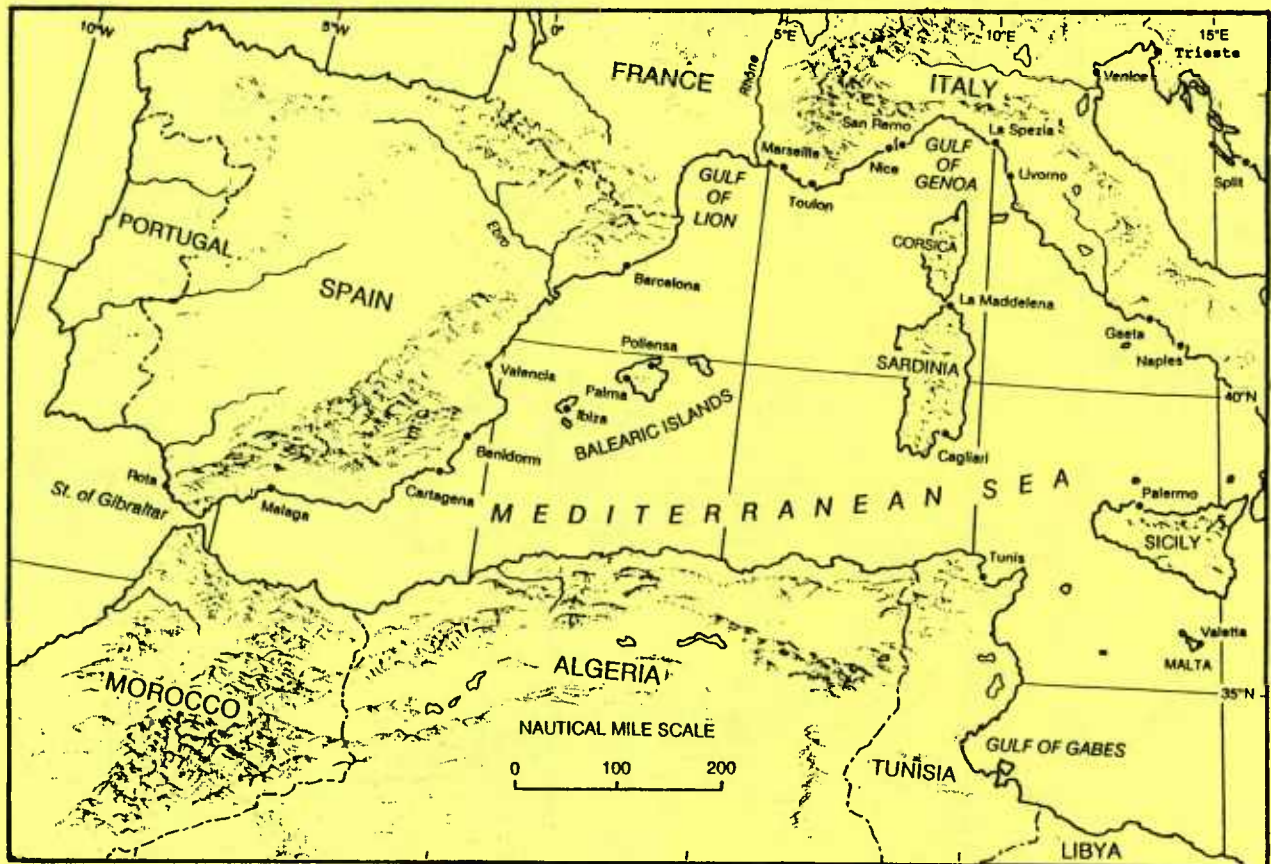 10°W
5°W
0°
5°E
10°E
15°E
Trieste
Venice
FRANCE
Rhône
ITALY
San Remo
La Spezia
Marseille
Nice
GULF
OF
GENOA
Livorno
Split
GULF
OF
LION
Toulon
PORTUGAL
Ebro
CORSICA
Barcelona
SPAIN
La Maddelena
Gaeta
Naples
Pollensa
Valencia
Palma
SARDINIA
40°N
Ibiza
BALEARIC ISLANDS
Benidorm
Cagliari
Rota
St. of Gibraltar
Malaga
Cartagena
MEDITERRANEAN SEA
Palermo
SICILY
Tunis
Valetta
MALTA
MOROCCO
ALGERIA
35°N
NAUTICAL MILE SCALE
0 100 200
GULF OF GABES
TUNISIA
LIBYA